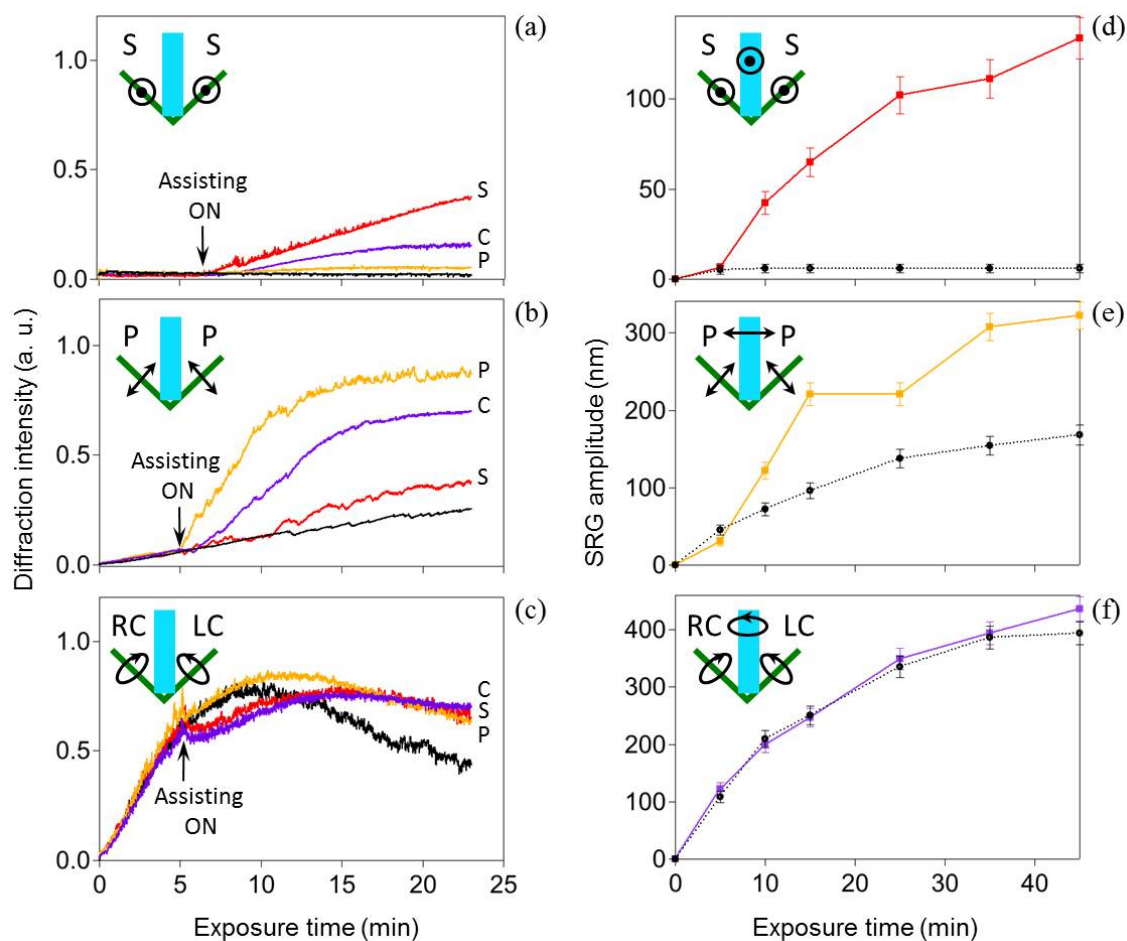 (a)
S S
1.0
0.5
0.0
Assisting
ON
S
C
P
(b)
P P
1.0
0.5
0.0
Assisting
ON
P
C
S
(c)
RC LC
1.0
0.5
0.0
Assisting
ON
C
S
P
0 5 10 15 20 25
Exposure time (min)
Diffraction intensity (a. u.)
(d)
S S
100
50
0
(e)
P P
300
200
100
0
(f)
RC LC
400
300
200
100
0
0 10 20 30 40
Exposure time (min)
SRG amplitude (nm)